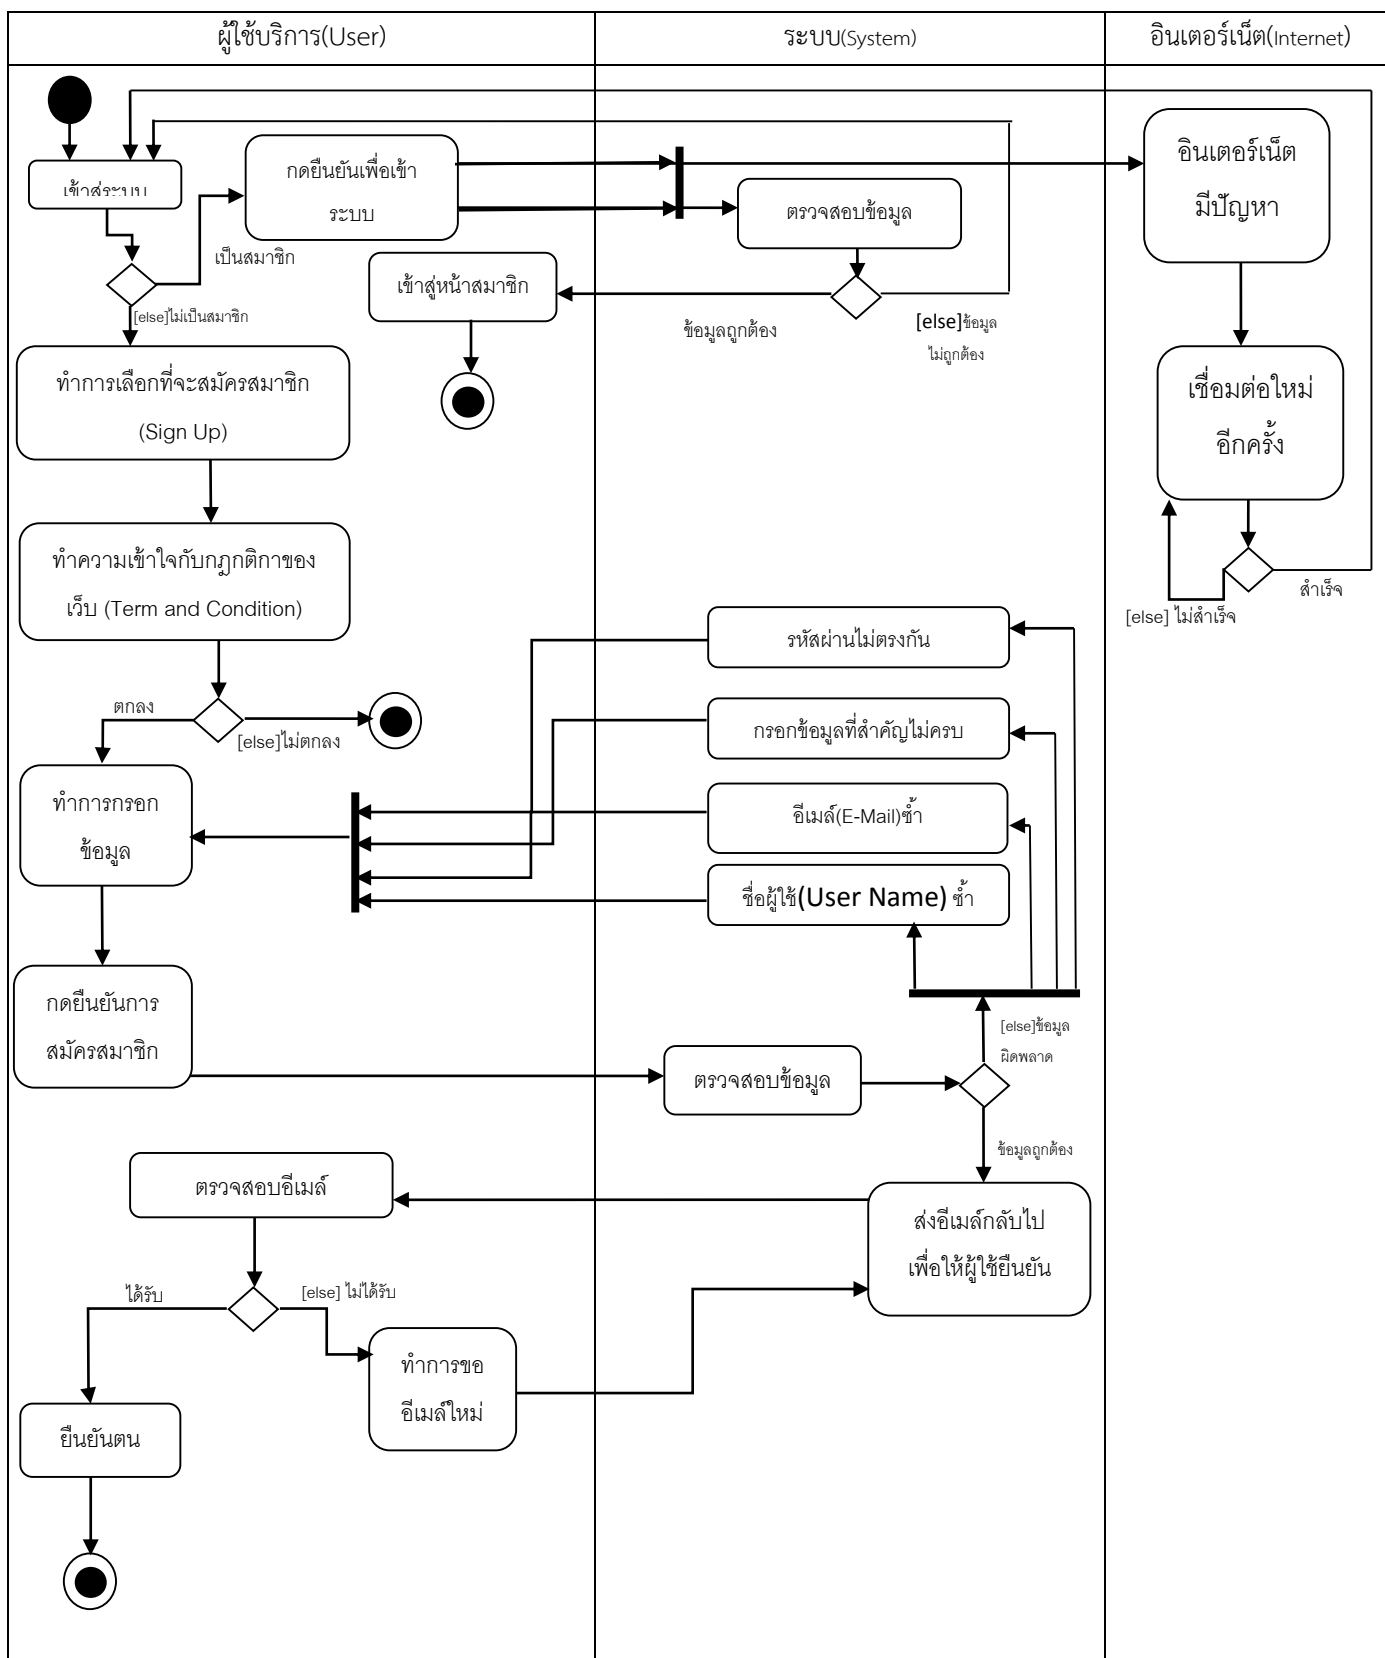 ผู้ใช้บริการ(User)
ระบบ(System)
อินเตอร์เน็ต(Internet)
เข้าสู่ระบบ
กดยืนยันเพื่อเข้า
ระบบ
ตรวจสอบข้อมูล
อินเตอร์เน็ต
มีปัญหา
เป็นสมาชิก
[else]ไม่เป็นสมาชิก
เข้าสู่หน้าสมาชิก
ข้อมูลถูกต้อง
[else]ข้อมูล
ไม่ถูกต้อง
ทำการเลือกที่จะสมัครสมาชิก
(Sign Up)
เชื่อมต่อใหม่
อีกครั้ง
สำเร็จ
[else] ไม่สำเร็จ
ทำความเข้าใจกับกฎกติกาของ
เว็บ (Term and Condition)
รหัสผ่านไม่ตรงกัน
ตกลง
[else]ไม่ตกลง
กรอกข้อมูลที่สำคัญไม่ครบ
ทำการกรอก
ข้อมูล
อีเมล์(E-Mail)ซ้ำ
ชื่อผู้ใช้(User Name) ซ้ำ
กดยืนยันการ
สมัครสมาชิก
[else]ข้อมูล
ผิดพลาด
ตรวจสอบข้อมูล
ข้อมูลถูกต้อง
ตรวจสอบอีเมล์
ส่งอีเมล์กลับไป
เพื่อให้ผู้ใช้ยืนยัน
ได้รับ
[else] ไม่ได้รับ
ทำการขอ
อีเมล์ใหม่
ยืนยันตน